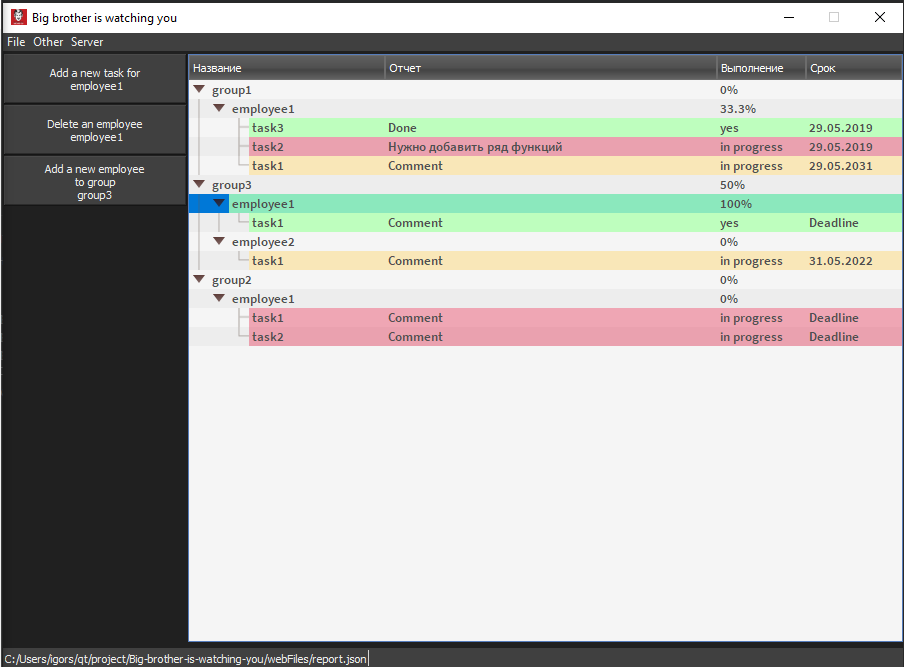 Big brother is watching you
File Other Server
Add a new task for
employee1
Delete an employee
employee1
Add a new employee
to group
group3
Название Отчет Выполнение Срок
group1 0%
employee1 33.3%
task3 Done yes 29.05.2019
task2 Нужно добавить ряд функций in progress 29.05.2019
task1 Comment in progress 29.05.2031
group3 50%
employee1 100%
task1 Comment yes Deadline
employee2 0%
task1 Comment in progress 31.05.2022
group2 0%
employee1 0%
task1 Comment in progress Deadline
task2 Comment in progress Deadline
C:/Users/igors/qt/project/Big-brother-is-watching-you/webFiles/report.json